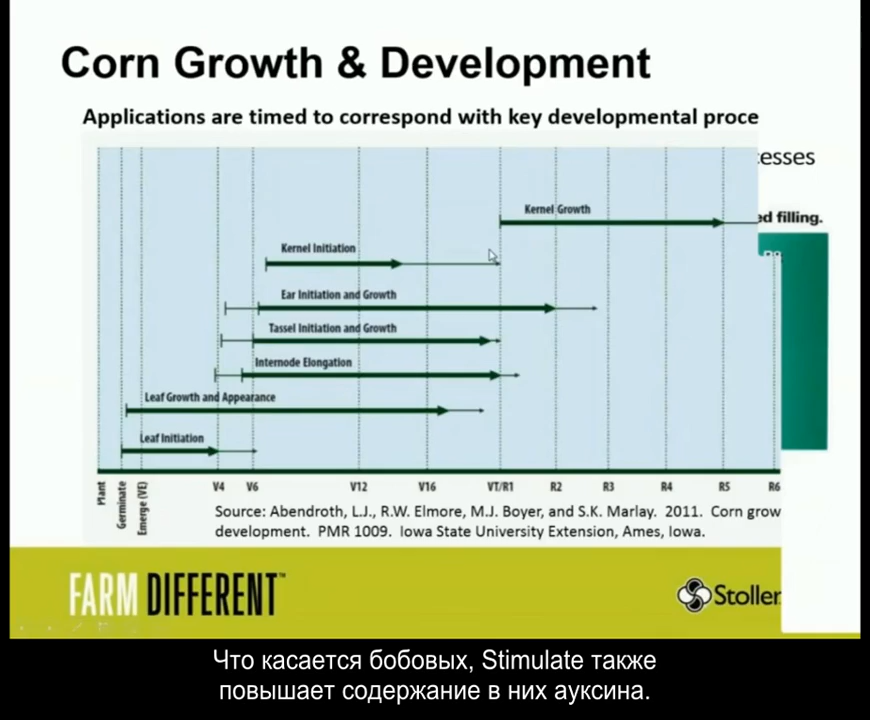 Corn Growth & Development
Applications are timed to correspond with key developmental proce
esses
ed filling.
Kernel Growth
Kernel Initiation
Ear Initiation and Growth
Tassel Initiation and Growth
Internode Elongation
Leaf Growth and Appearance
Leaf Initiation
Plant
Germinate
Emerge (VE)
V4 V6 V12 V16 VT/R1 R2 R3 R4 R5 R6
Source: Abendroth, L.J., R.W. Elmore, M.J. Boyer, and S.K. Marlay. 2011. Corn grow
development. PMR 1009. Iowa State University Extension, Ames, Iowa.
FARM DIFFERENT™
Stoller
Что касается бобовых, Stimulate также
повышает содержание в них ауксина.